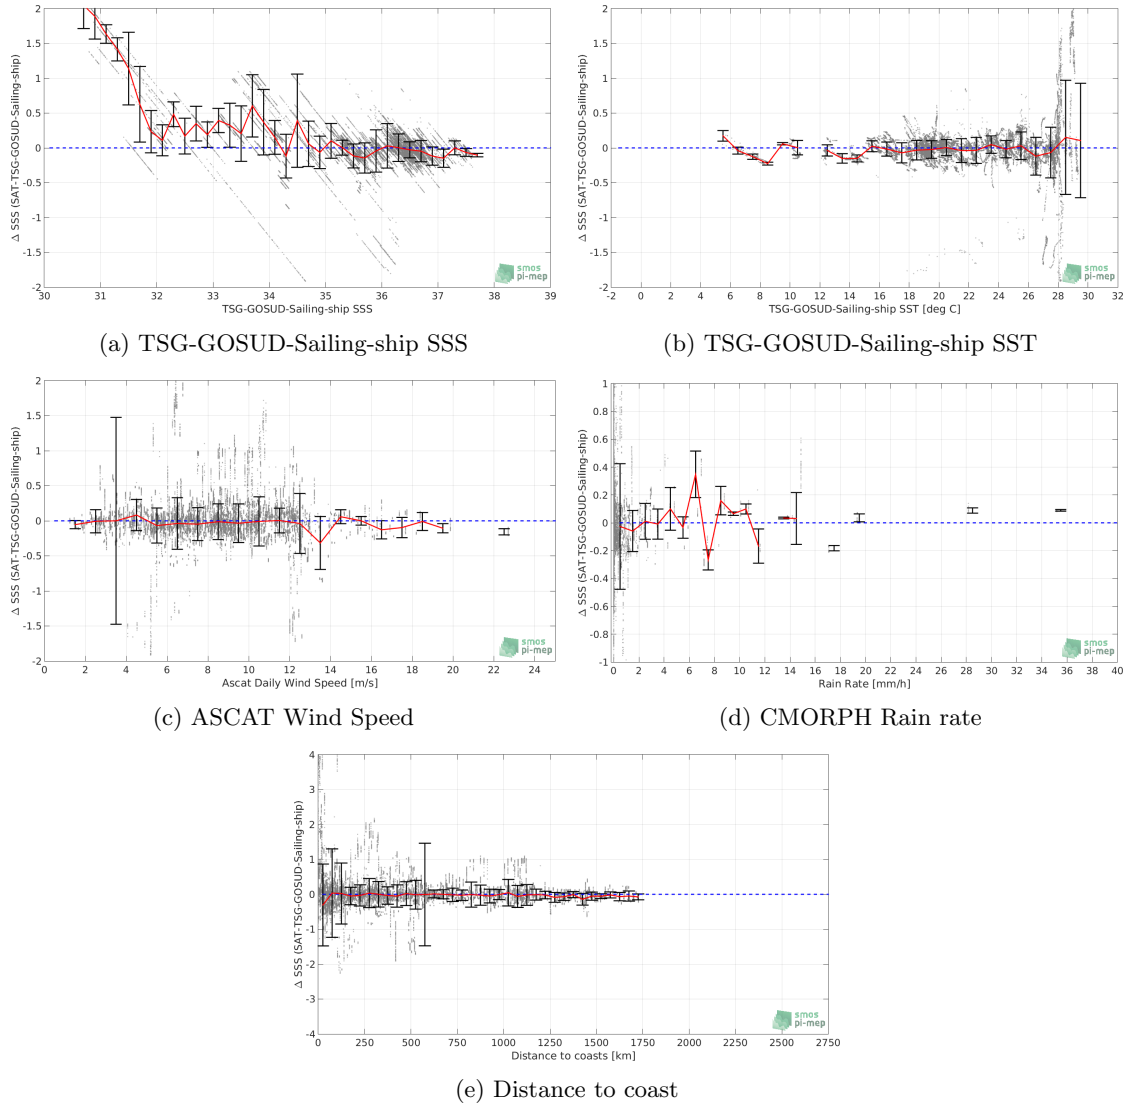 2
1.5
1
0.5
0
-0.5
-1
-1.5
-2
Δ SSS (SAT-TSG-GOSUD-Sailing-ship)
30 31 32 33 34 35 36 37 38 39
TSG-GOSUD-Sailing-ship SSS
smos
pi-mep
(a) TSG-GOSUD-Sailing-ship SSS
2
1.5
1
0.5
0
-0.5
-1
-1.5
-2
Δ SSS (SAT-TSG-GOSUD-Sailing-ship)
-2 0 2 4 6 8 10 12 14 16 18 20 22 24 26 28 30 32
TSG-GOSUD-Sailing-ship SST [deg C]
smos
pi-mep
(b) TSG-GOSUD-Sailing-ship SST
2
1.5
1
0.5
0
-0.5
-1
-1.5
-2
Δ SSS (SAT-TSG-GOSUD-Sailing-ship)
2 4 6 8 10 12 14 16 18 20 22 24
Ascat Daily Wind Speed [m/s]
smos
pi-mep
(c) ASCAT Wind Speed
1
0.8
0.6
0.4
0.2
0
-0.2
-0.4
-0.6
-0.8
-1
Δ SSS (SAT-TSG-GOSUD-Sailing-ship)
0 2 4 6 8 10 12 14 16 18 20 22 24 26 28 30 32 34 36 38 40
Rain Rate [mm/h]
smos
pi-mep
(d) CMORPH Rain rate
4
3
2
1
0
-1
-2
-3
-4
Δ SSS (SAT-TSG-GOSUD-Sailing-ship)
0 250 500 750 1000 1250 1500 1750 2000 2250 2500 2750
Distance to coasts [km]
smos
pi-mep
(e) Distance to coast